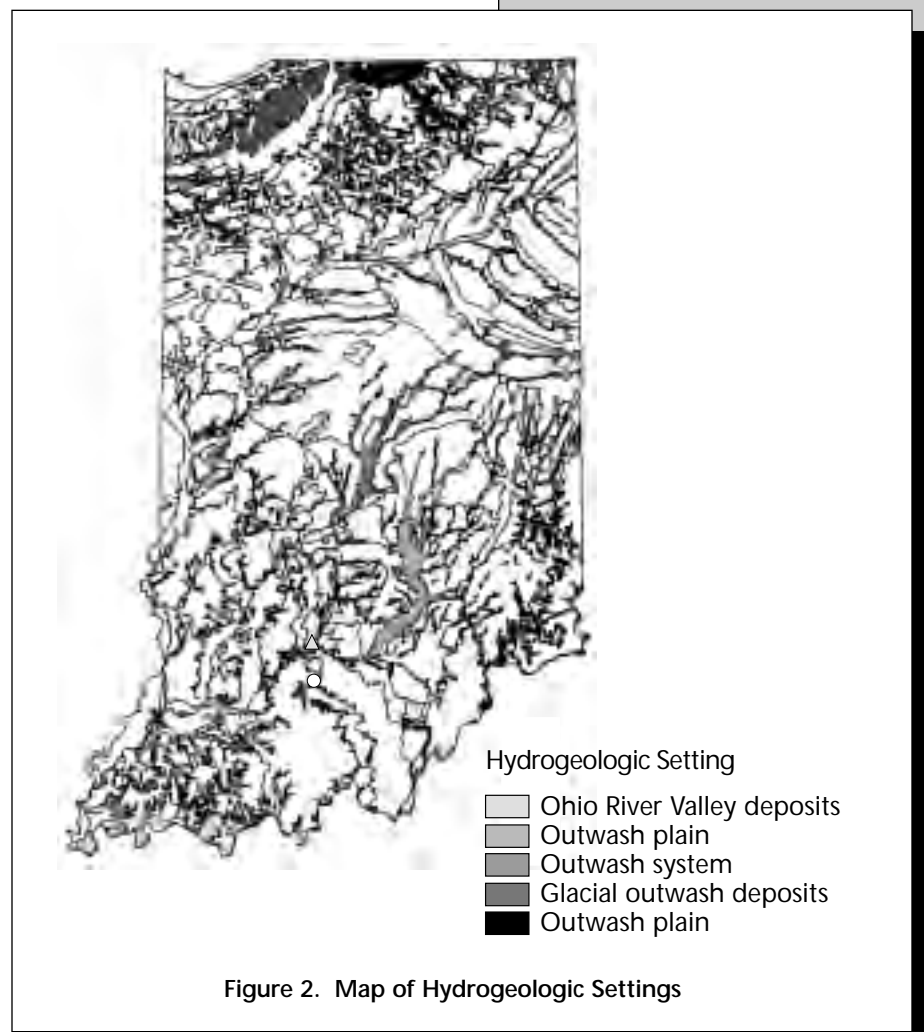 Hydrogeologic Setting
Ohio River Valley deposits
Outwash plain
Outwash system
Glacial outwash deposits
Outwash plain
Figure 2. Map of Hydrogeologic Settings